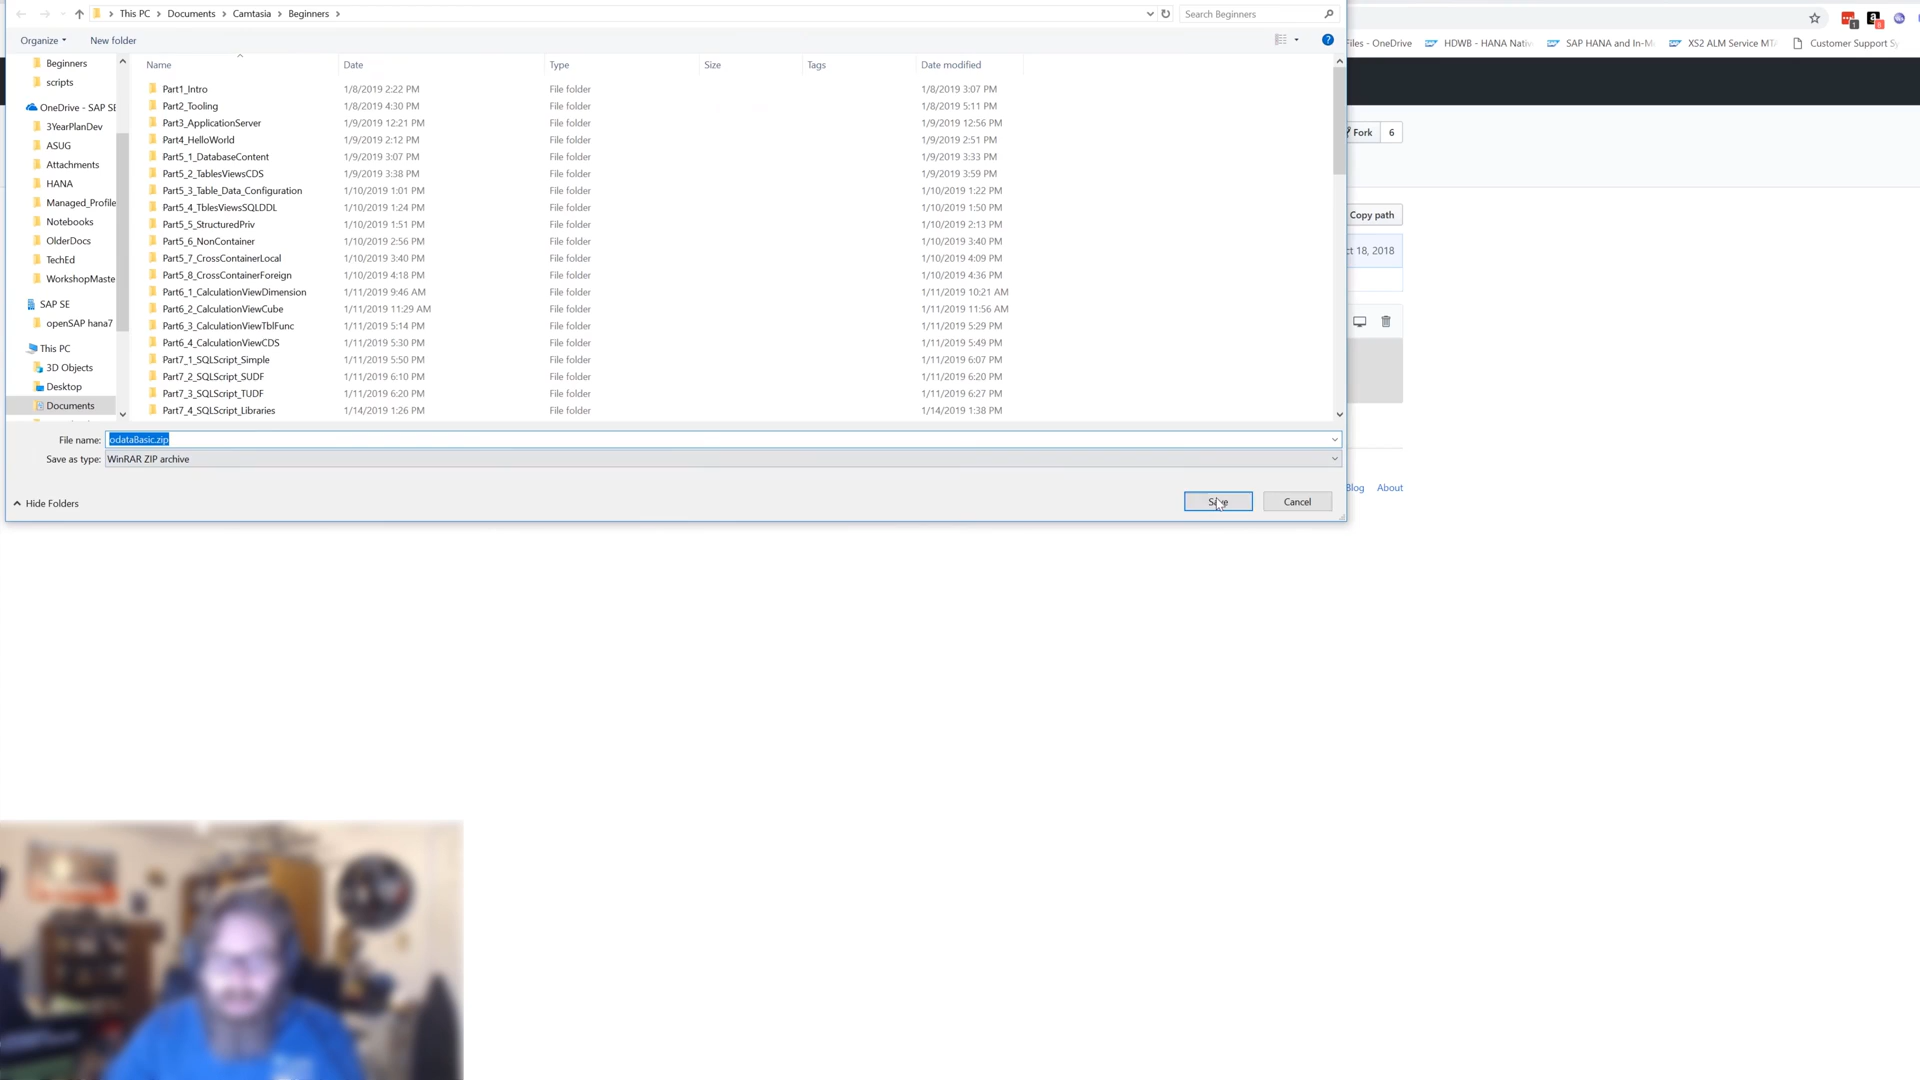 This PC > Documents > Camtasia > Beginners >
Search Beginners
Organize
New folder
Files - OneDrive
HDWB - HANA Nativ
SAP HANA and In-M
XS2 ALM Service MT
Customer Support Sy
Name Date Type Size Tags Date modified
Part1_Intro 1/8/2019 2:22 PM File folder 1/8/2019 3:07 PM
Part2_Tooling 1/8/2019 4:30 PM File folder 1/8/2019 5:11 PM
Part3_ApplicationServer 1/9/2019 12:21 PM File folder 1/9/2019 12:56 PM
Part4_HelloWorld 1/9/2019 2:12 PM File folder 1/9/2019 2:51 PM
Part5_1_DatabaseContent 1/9/2019 3:07 PM File folder 1/9/2019 3:33 PM
Part5_2_TablesViewsCDS 1/9/2019 3:38 PM File folder 1/9/2019 3:59 PM
Part5_3_Table_Data_Configuration 1/10/2019 1:01 PM File folder 1/10/2019 1:22 PM
Part5_4_TblesViewsSQLDDL 1/10/2019 1:24 PM File folder 1/10/2019 1:50 PM
Part5_5_StructuredPriv 1/10/2019 1:51 PM File folder 1/10/2019 2:13 PM
Part5_6_NonContainer 1/10/2019 2:56 PM File folder 1/10/2019 3:40 PM
Part5_7_CrossContainerLocal 1/10/2019 3:40 PM File folder 1/10/2019 4:09 PM
Part5_8_CrossContainerForeign 1/10/2019 4:18 PM File folder 1/10/2019 4:36 PM
Part6_1_CalculationViewDimension 1/11/2019 9:46 AM File folder 1/11/2019 10:21 AM
Part6_2_CalculationViewCube 1/11/2019 11:29 AM File folder 1/11/2019 11:56 AM
Part6_3_CalculationViewTblFunc 1/11/2019 5:14 PM File folder 1/11/2019 5:29 PM
Part6_4_CalculationViewCDS 1/11/2019 5:30 PM File folder 1/11/2019 5:49 PM
Part7_1_SQLScript_Simple 1/11/2019 5:50 PM File folder 1/11/2019 6:07 PM
Part7_2_SQLScript_SUDF 1/11/2019 6:10 PM File folder 1/11/2019 6:20 PM
Part7_3_SQLScript_TUDF 1/11/2019 6:20 PM File folder 1/11/2019 6:27 PM
Part7_4_SQLScript_Libraries 1/14/2019 1:26 PM File folder 1/14/2019 1:38 PM
Beginners
scripts
OneDrive - SAP SE
3YearPlanDev
ASUG
Attachments
HANA
Managed_Profile
Notebooks
OlderDocs
TechEd
WorkshopMaste
SAP SE
openSAP hana7
This PC
3D Objects
Desktop
Documents
File name: odataBasic.zip
Save as type: WinRAR ZIP archive
Hide Folders
Save
Cancel
Fork 6
Copy path
ct 18, 2018
Blog About